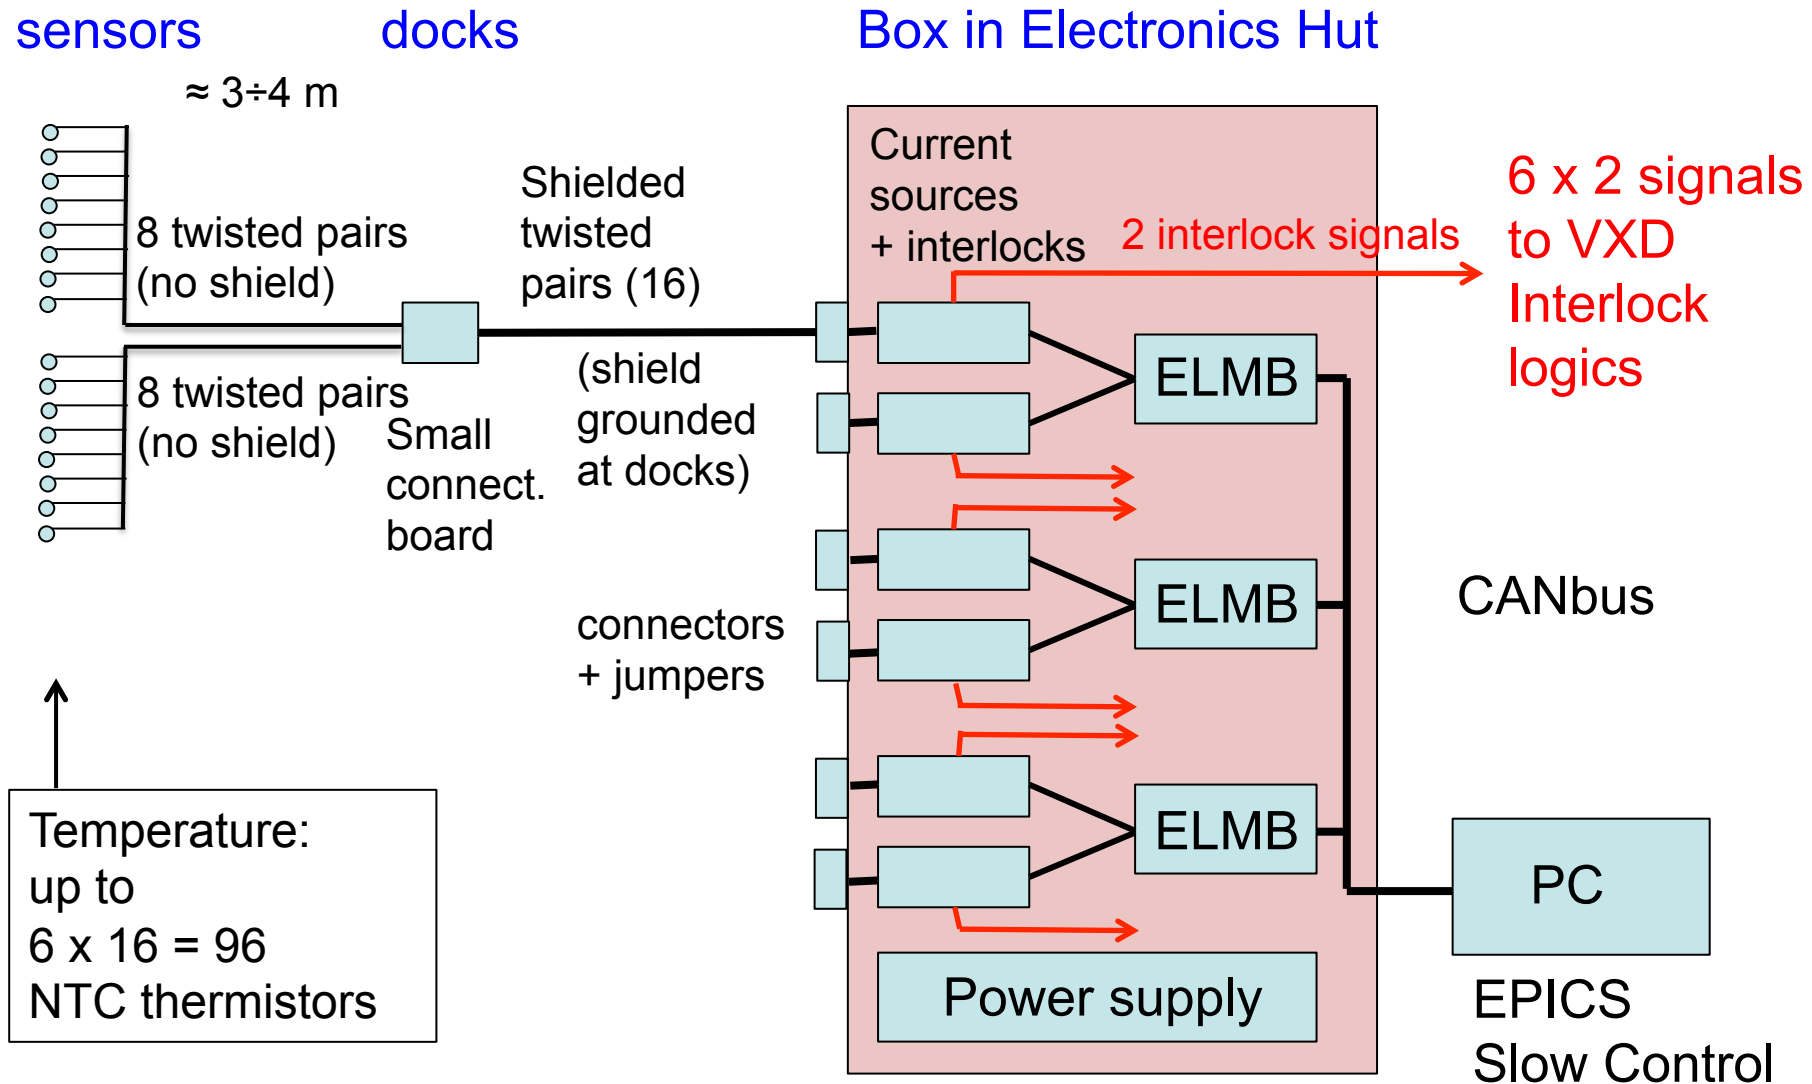 sensors
docks
Box in Electronics Hut
≈ 3÷4 m
8 twisted pairs
(no shield)
8 twisted pairs
(no shield)
Small
connect.
board
Shielded
twisted
pairs (16)
(shield
grounded
at docks)
connectors
+ jumpers
Current
sources
+ interlocks
2 interlock signals
6 x 2 signals
to VXD
Interlock
logics
ELMB
ELMB
ELMB
CANbus
Power supply
PC
EPICS
Slow Control
Temperature:
up to
6 x 16 = 96
NTC thermistors